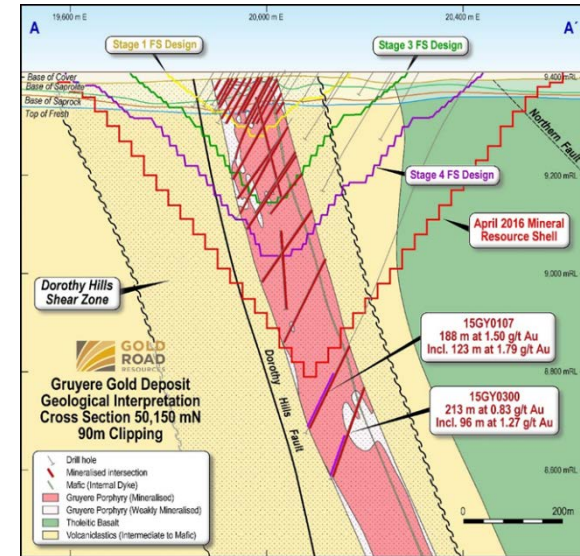 19,600 mE
20,000 mE
20,400 mE
A
A'
Stage 1 FS Design
Stage 3 FS Design
Base of Cover
Base of Saprolite
Base of Saprock
Top of Fresh
9,400 mRL
Northern Fault
9,200 mRL
Stage 4 FS Design
April 2016 Mineral
Resource Shell
9,000 mRL
Dorothy Hills
Shear Zone
Dorothy Hills Fault
15GY0107
188 m at 1.50 g/t Au
Incl. 123 m at 1.79 g/t Au
8,800 mRL
15GY0300
213 m at 0.83 g/t Au
Incl. 96 m at 1.27 g/t Au
8,600 mRL
GOLD
ROAD
RESOURCES
Gruyere Gold Deposit
Geological Interpretation
Cross Section 50,150 mN
90m Clipping
Drill hole
Mineralised intersection
Mafic (Internal Dyke)
Gruyere Porphyry (Mineralised)
Gruyere Porphyry (Weakly Mineralised)
Tholeitic Basalt
Volcanidastics (Intermediate to Mafic)
0
200m